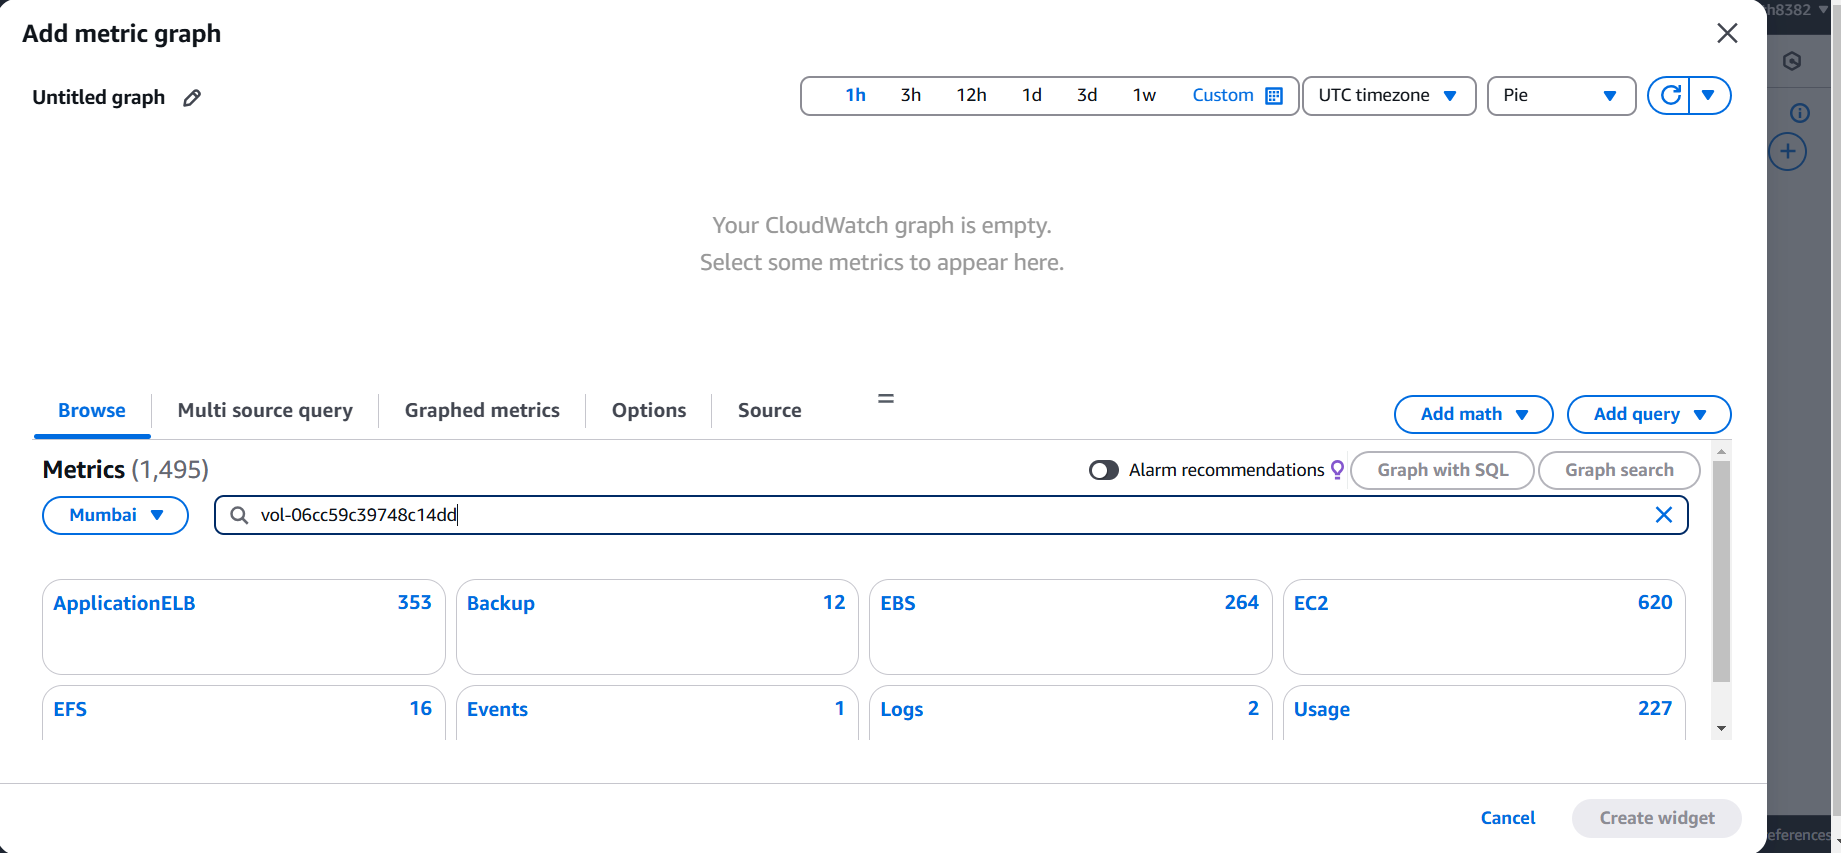 Add metric graph
h8382
Untitled graph
1h 3h 12h 1d 3d 1w Custom
UTC timezone
Pie
Your CloudWatch graph is empty.
Select some metrics to appear here.
Browse
Multi source query
Graphed metrics
Options
Source
Add math
Add query
Metrics (1,495)
Alarm recommendations
Graph with SQL
Graph search
Mumbai
vol-06cc59c39748c14dd
ApplicationELB 353
Backup 12
EBS 264
EC2 620
EFS 16
Events 1
Logs 2
Usage 227
Cancel
Create widget
eferences